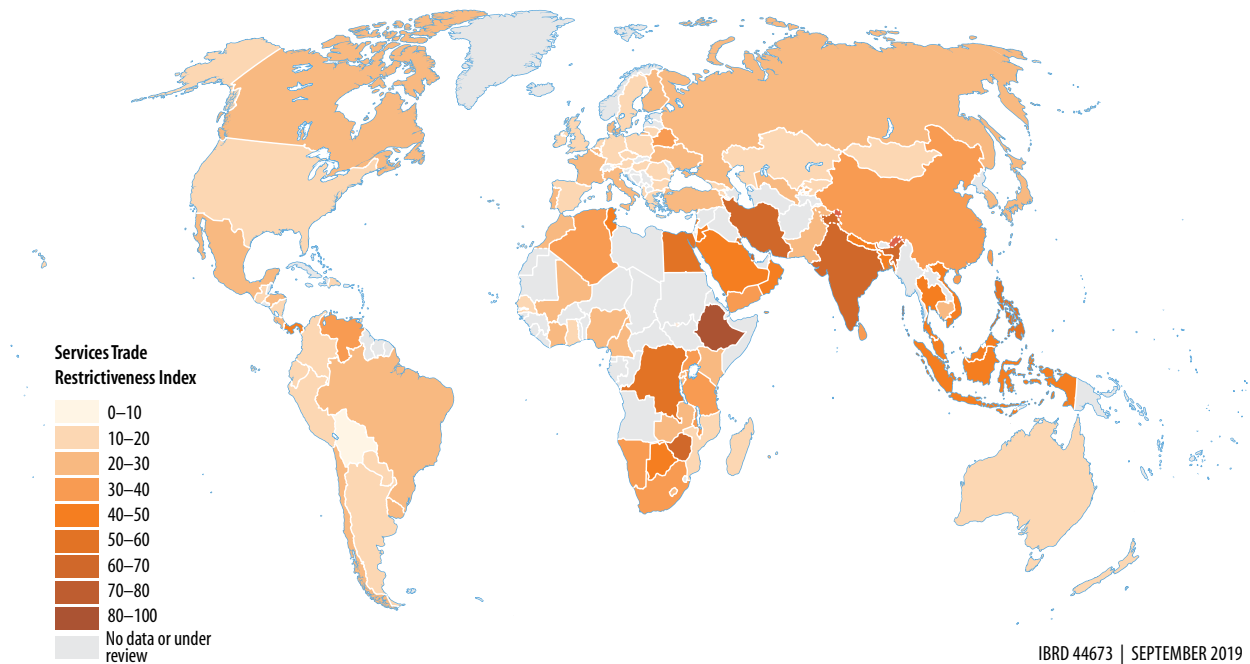 Services Trade
Restrictiveness Index
0–10
10–20
20–30
30–40
40–50
50–60
60–70
70–80
80–100
No data or under
review
IBRD 44673 | SEPTEMBER 2019